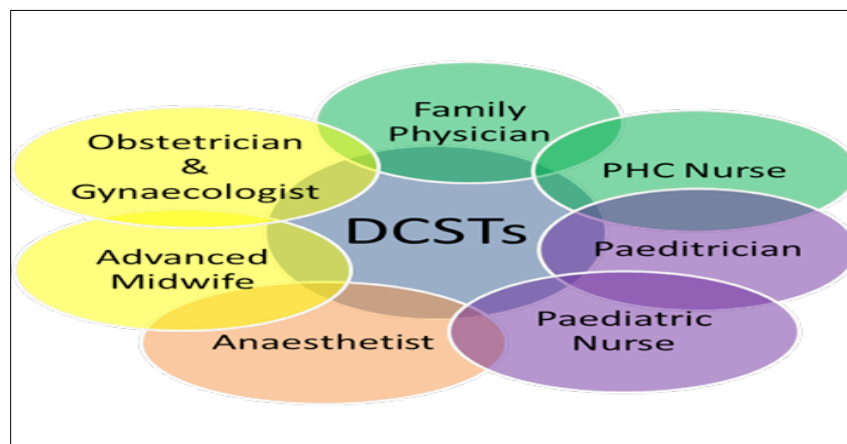 Family
Physician
Obstetrician
&
Gynaecologist
PHC Nurse
DCSTs
Paeditrician
Advanced
Midwife
Anaesthetist
Paediatric
Nurse